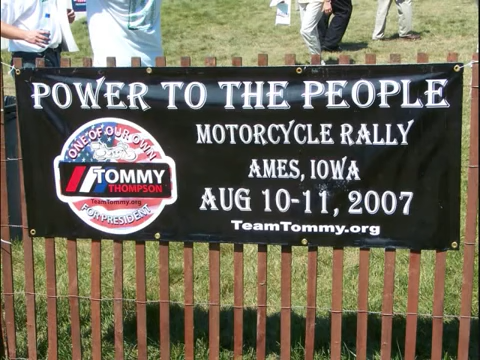 POWER TO THE PEOPLE
MOTORCYCLE RALLY
AMES, IOWA
AUG 10-11, 2007
TeamTommy.org
ONE OF OUR OWN
TOMMY
THOMPSON
TeamTommy.org
FOR PRESIDENT